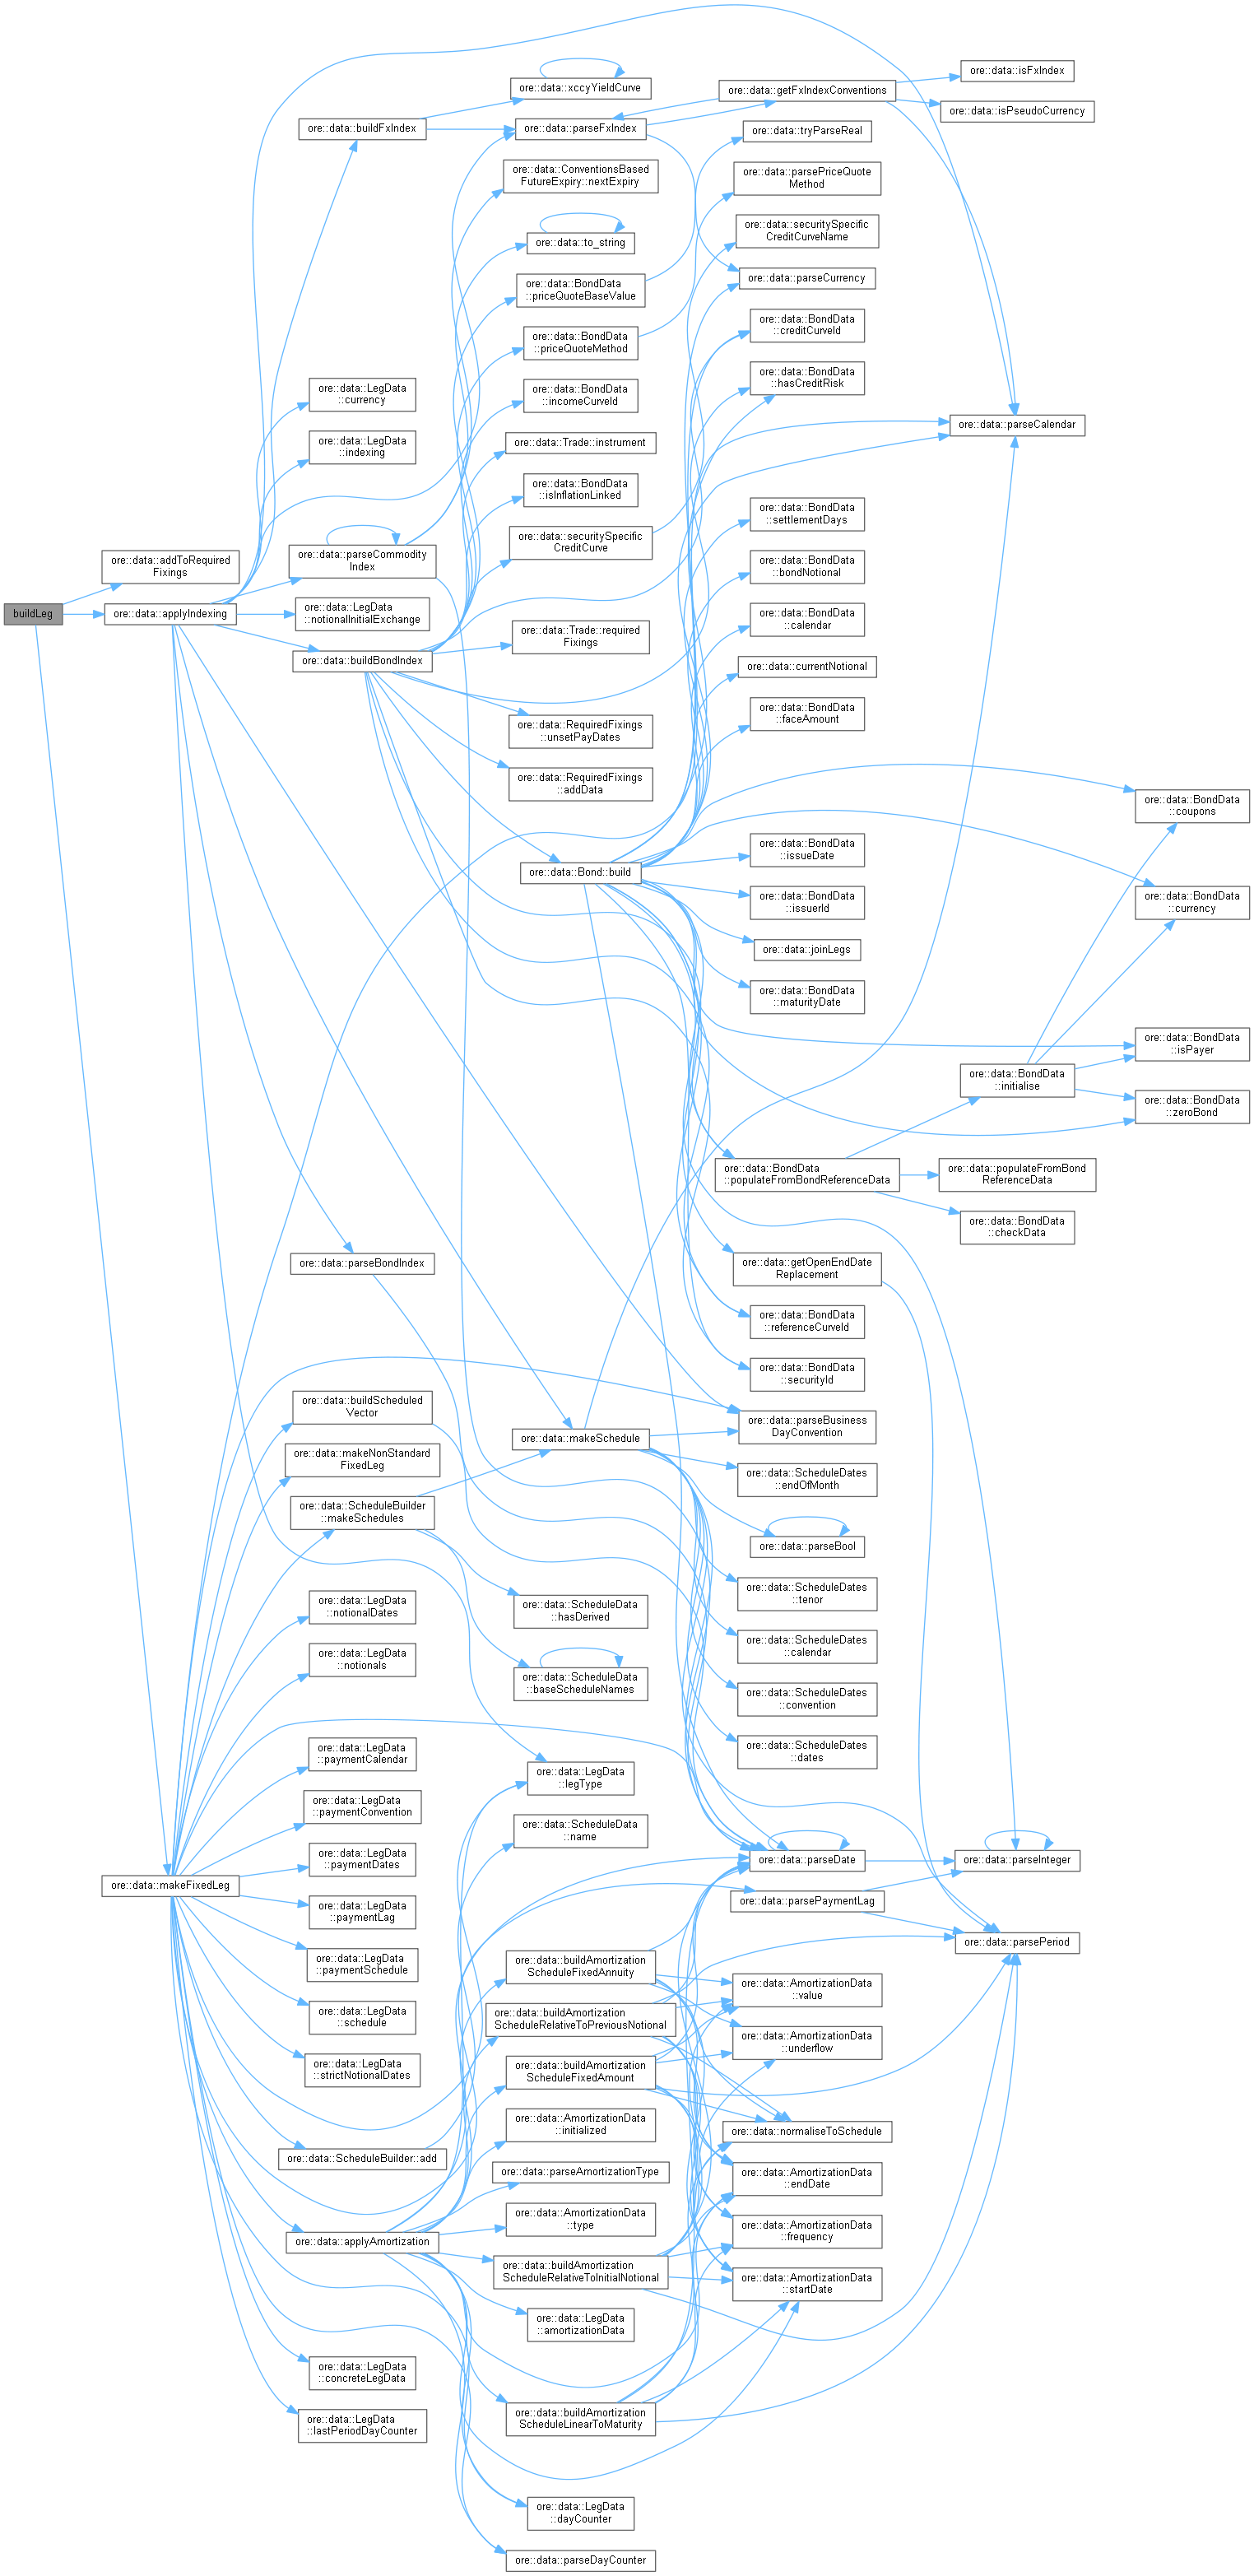 buildLeg
ore::data::addToRequired
Fixings
ore::data::applyIndexing
ore::data::makeFixedLeg
ore::data::buildFxIndex
ore::data::LegData
::currency
ore::data::LegData
::indexing
ore::data::parseCommodity
Index
ore::data::LegData
::notionalInitialExchange
ore::data::buildBondIndex
ore::data::parseBondIndex
ore::data::buildScheduled
Vector
ore::data::makeNonStandard
FixedLeg
ore::data::ScheduleBuilder
::makeSchedules
ore::data::LegData
::notionalDates
ore::data::LegData
::notionals
ore::data::LegData
::paymentCalendar
ore::data::LegData
::paymentConvention
ore::data::LegData
::paymentDates
ore::data::LegData
::paymentLag
ore::data::LegData
::paymentSchedule
ore::data::LegData
::schedule
ore::data::LegData
::strictNotionalDates
ore::data::ScheduleBuilder::add
ore::data::applyAmortization
ore::data::LegData
::concreteLegData
ore::data::LegData
::lastPeriodDayCounter
ore::data::xccyYieldCurve
ore::data::parseFxIndex
ore::data::ConventionsBased
FutureExpiry::nextExpiry
ore::data::to_string
ore::data::BondData
::priceQuoteBaseValue
ore::data::BondData
::priceQuoteMethod
ore::data::BondData
::incomeCurveId
ore::data::Trade::instrument
ore::data::BondData
::isInflationLinked
ore::data::securitySpecific
CreditCurve
ore::data::Trade::required
Fixings
ore::data::RequiredFixings
::unsetPayDates
ore::data::RequiredFixings
::addData
ore::data::Bond::build
ore::data::makeSchedule
ore::data::ScheduleData
::hasDerived
ore::data::ScheduleData
::baseScheduleNames
ore::data::LegData
::legType
ore::data::ScheduleData
::name
ore::data::buildAmortization
ScheduleFixedAnnuity
ore::data::buildAmortization
ScheduleRelativeToPreviousNotional
ore::data::buildAmortization
ScheduleFixedAmount
ore::data::AmortizationData
::initialized
ore::data::parseAmortizationType
ore::data::AmortizationData
::type
ore::data::buildAmortization
ScheduleRelativeToInitialNotional
ore::data::LegData
::amortizationData
ore::data::buildAmortization
ScheduleLinearToMaturity
ore::data::LegData
::dayCounter
ore::data::parseDayCounter
ore::data::getFxIndexConventions
ore::data::tryParseReal
ore::data::parsePriceQuote
Method
ore::data::securitySpecific
CreditCurveName
ore::data::parseCurrency
ore::data::BondData
::creditCurveId
ore::data::BondData
::hasCreditRisk
ore::data::BondData
::settlementDays
ore::data::BondData
::bondNotional
ore::data::BondData
::calendar
ore::data::currentNotional
ore::data::BondData
::faceAmount
ore::data::BondData
::issueDate
ore::data::BondData
::issuerId
ore::data::joinLegs
ore::data::BondData
::maturityDate
ore::data::BondData
::populateFromBondReferenceData
ore::data::getOpenEndDate
Replacement
ore::data::BondData
::referenceCurveId
ore::data::BondData
::securityId
ore::data::parseBusiness
DayConvention
ore::data::ScheduleDates
::endOfMonth
ore::data::parseBool
ore::data::ScheduleDates
::tenor
ore::data::ScheduleDates
::calendar
ore::data::ScheduleDates
::convention
ore::data::ScheduleDates
::dates
ore::data::parseDate
ore::data::parsePaymentLag
ore::data::AmortizationData
::value
ore::data::AmortizationData
::underflow
ore::data::normaliseToSchedule
ore::data::AmortizationData
::endDate
ore::data::AmortizationData
::frequency
ore::data::AmortizationData
::startDate
ore::data::isFxIndex
ore::data::isPseudoCurrency
ore::data::parseCalendar
ore::data::BondData
::initialise
ore::data::populateFromBond
ReferenceData
ore::data::BondData
::checkData
ore::data::parseInteger
ore::data::parsePeriod
ore::data::BondData
::coupons
ore::data::BondData
::currency
ore::data::BondData
::isPayer
ore::data::BondData
::zeroBond